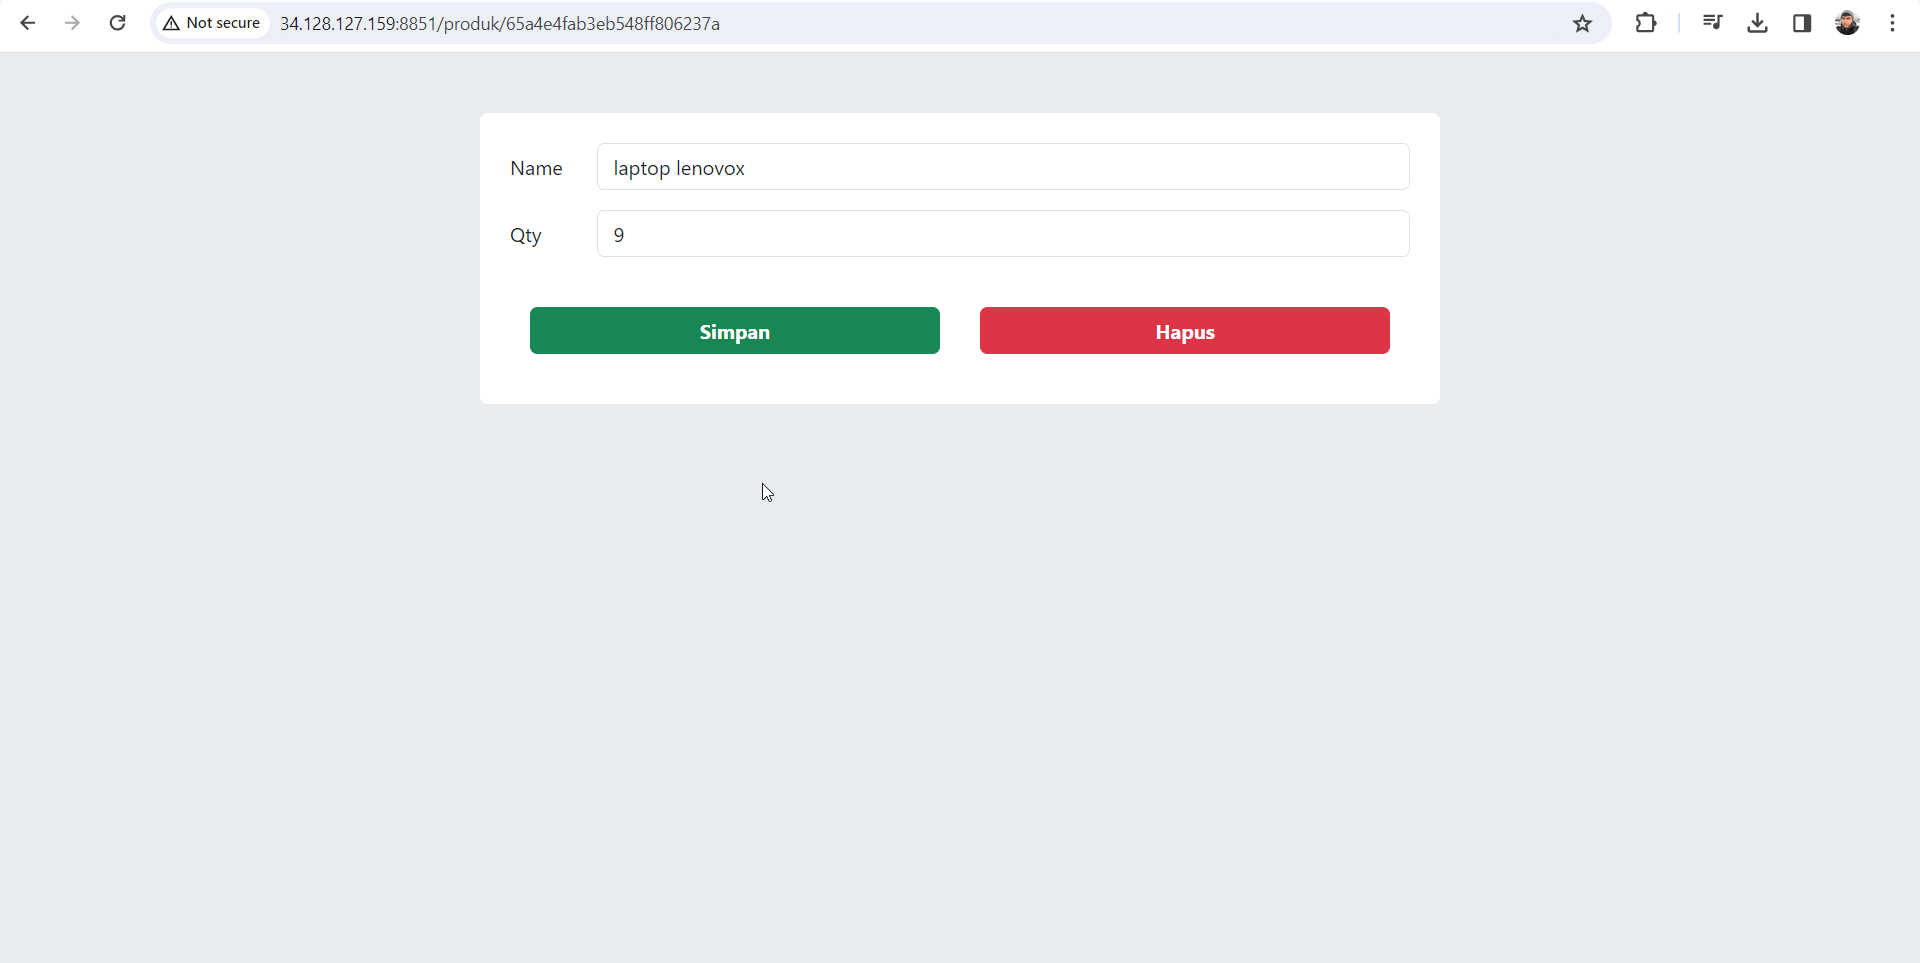 Not secure 34.128.127.159:8851/produk/65a4e4fab3eb548ff806237a
Name laptop lenovox
Qty 9
Simpan Hapus